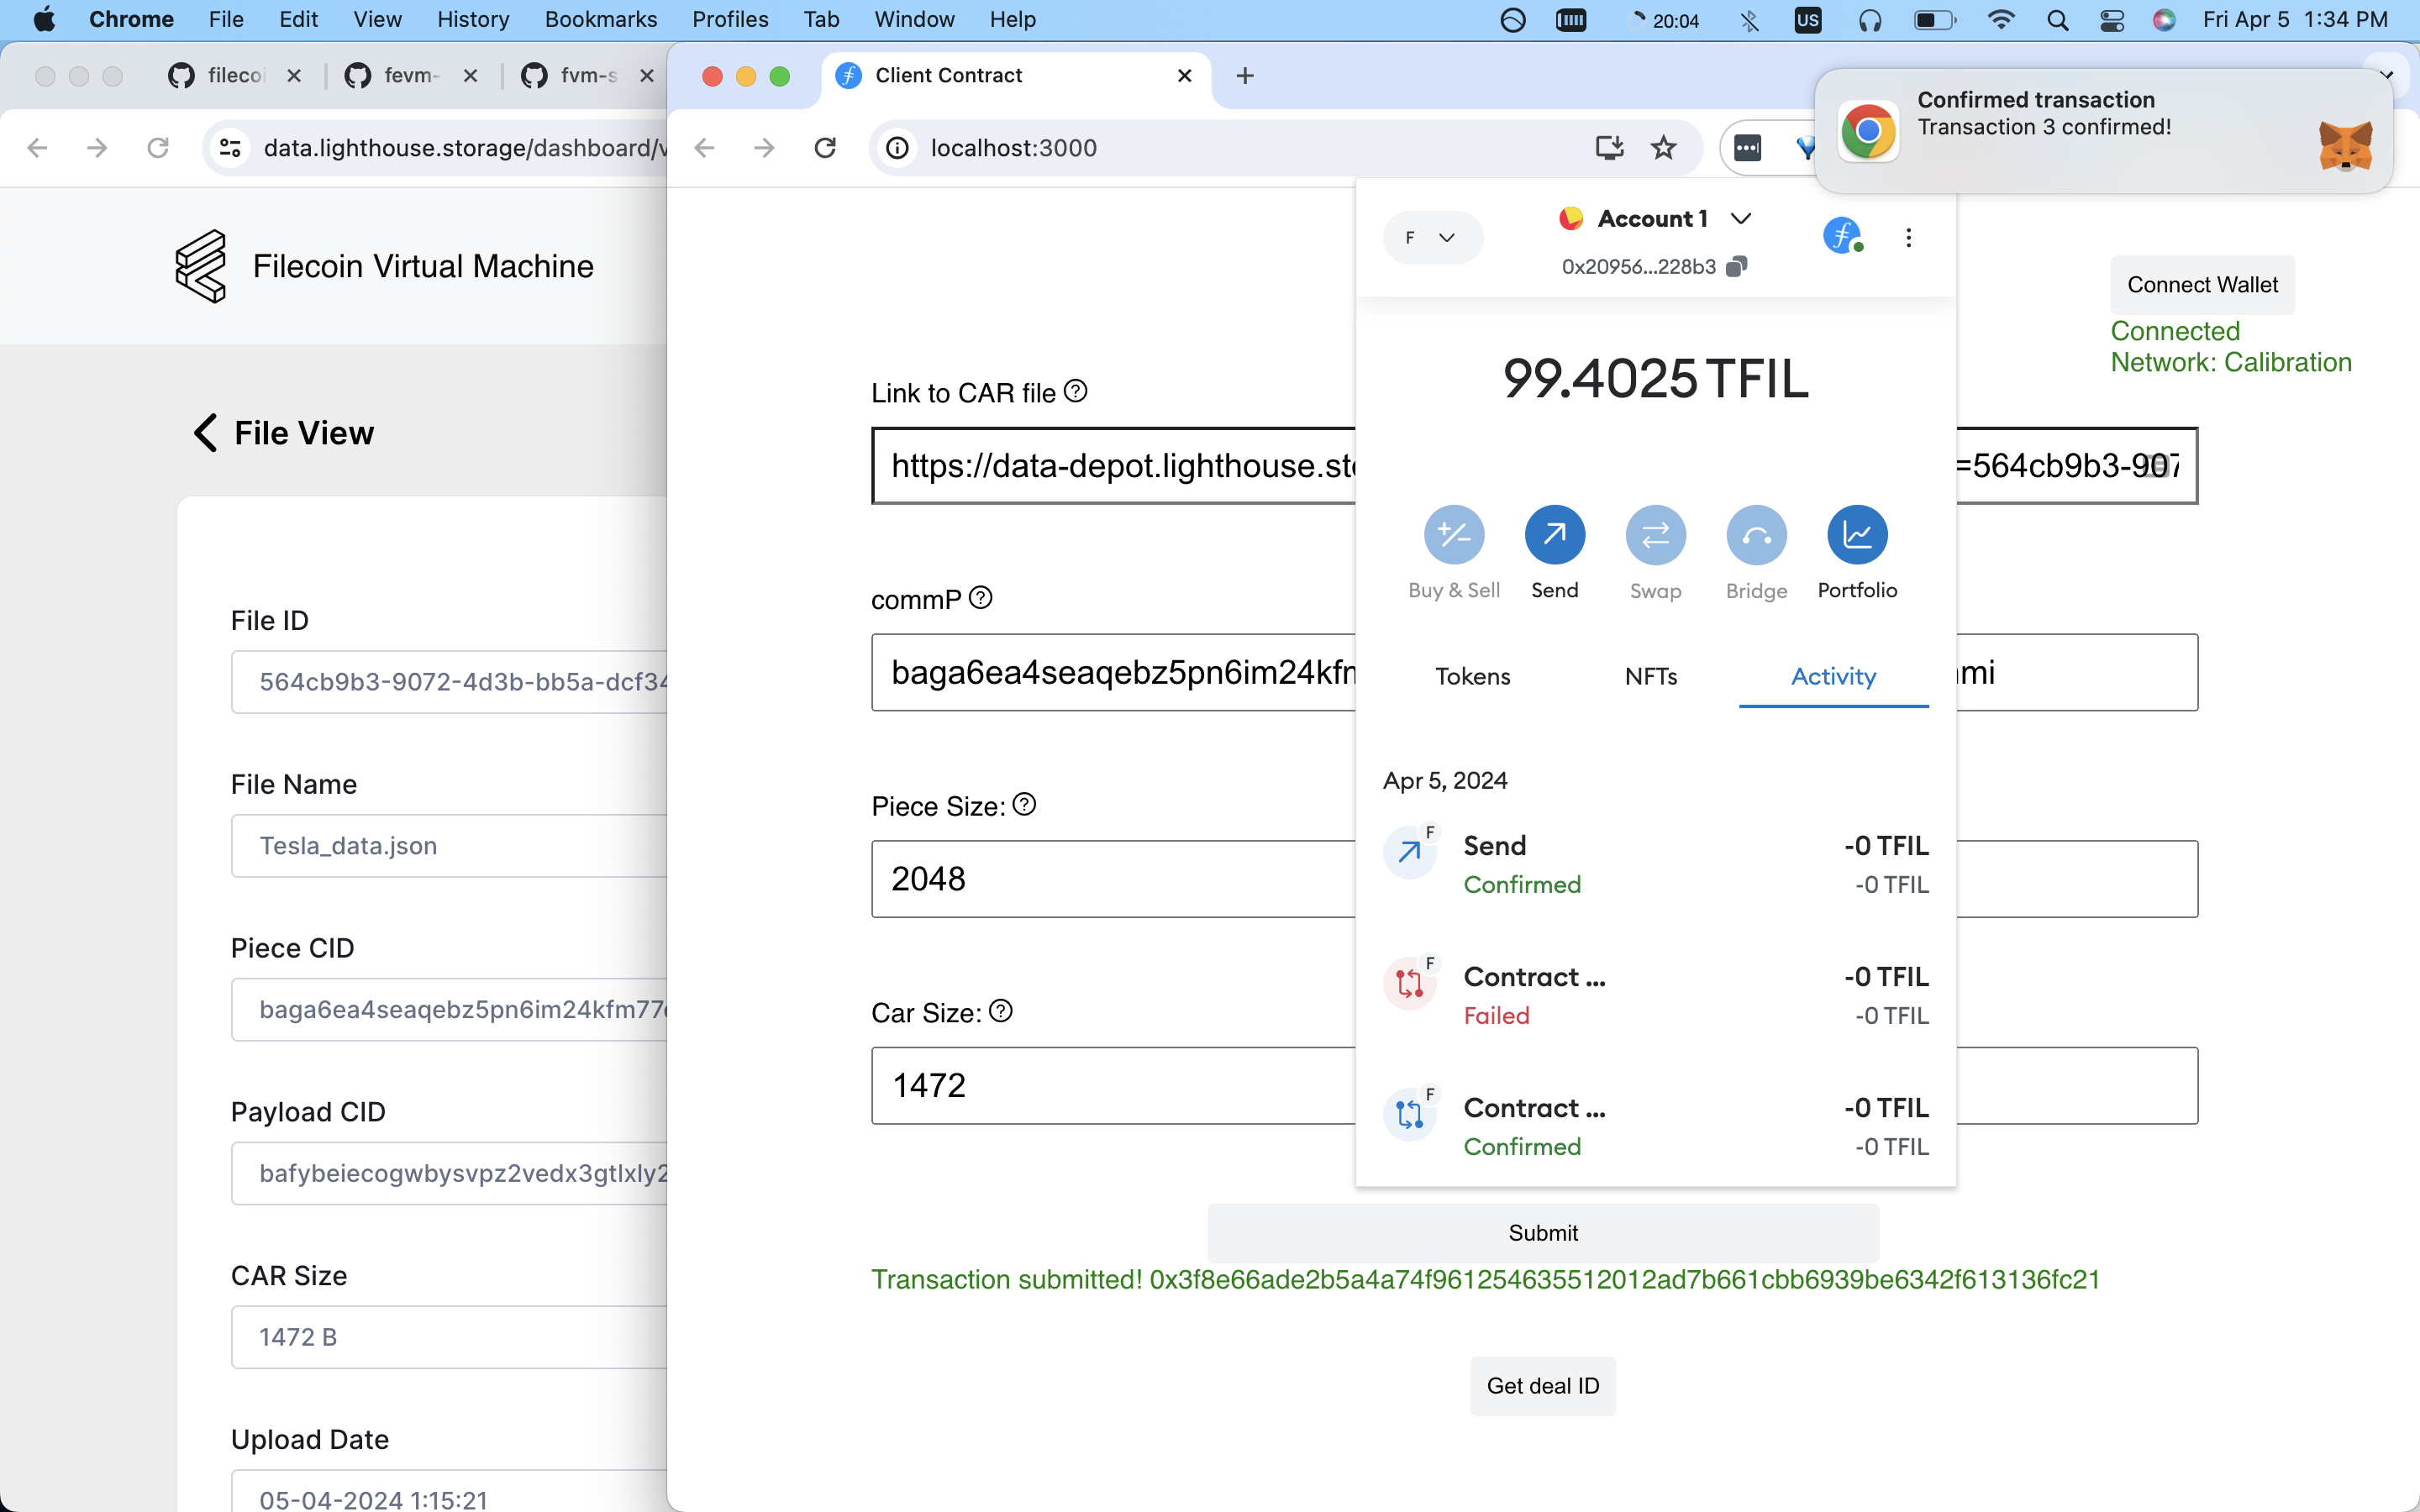 Chrome File Edit View History Bookmarks Profiles Tab Window Help
20:04 US Fri Apr 5 1:34 PM
fevm-
fvm-s
data.lighthouse.storage/dashboard/v
Filecoin Virtual Machine
File View
File ID
564cb9b3-9072-4d3b-bb5a-dcf34
File Name
Tesla_data.json
Piece CID
baga6ea4seaqebz5pn6im24kfm77
Payload CID
bafybeiecogwbysvpz2vedx3gtlxly2
CAR Size
1472 B
Upload Date
05-04-2024 1:15:21
Client Contract
localhost:3000
Confirmed transaction
Transaction 3 confirmed!
Connect Wallet
Connected
Network: Calibration
Link to CAR file
https://data-depot.lighthouse.st
=564cb9b3-907
commP
baga6ea4seaqebz5pn6im24kfm
mi
Piece Size:
2048
Car Size:
1472
F
Account 1
0x20956...228b3
99.4025 TFIL
Buy & Sell Send Swap Bridge Portfolio
Tokens NFTs Activity
Apr 5, 2024
F
Send -0 TFIL
Confirmed -0 TFIL
F
Contract ... -0 TFIL
Failed -0 TFIL
F
Contract ... -0 TFIL
Confirmed -0 TFIL
Submit
Transaction submitted! 0x3f8e66ade2b5a4a74f961254635512012ad7b661cbb6939be6342f613136fc21
Get deal ID